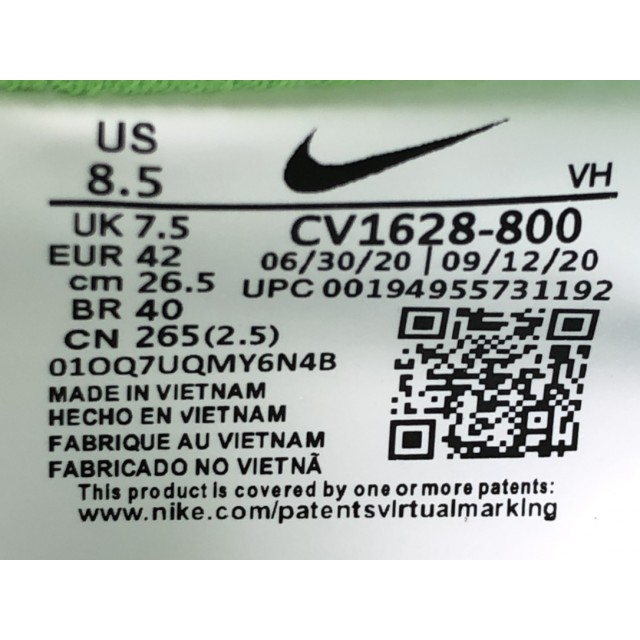 US
8.5
VH
UK 7.5
EUR 42
cm 26.5
BR 40
CN 265(2.5)
CV1628-800
06/30/20 | 09/12/20
UPC 00194955731192
01OQ7UQMY6N4B
MADE IN VIETNAM
HECHO EN VIETNAM
FABRIQUE AU VIETNAM
FABRICADO NO VIETNÃ
This product is covered by one or more patents:
www.nike.com/patentsvlrtualmarklng